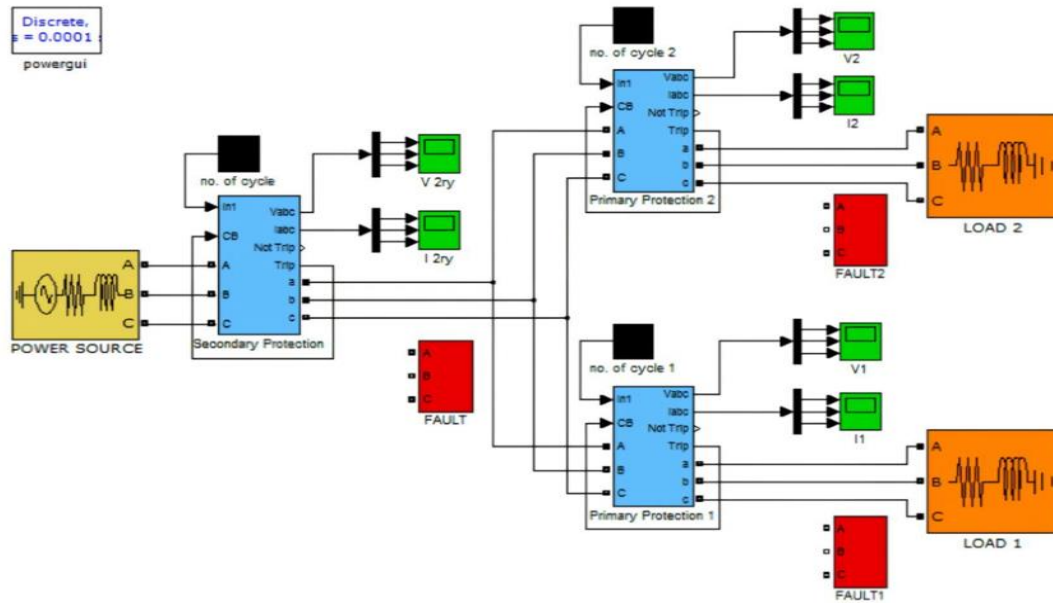 Discrete,
s = 0.0001 s
powergui
no. of cycle 2
In1
CB
A
B
C
Vabc
Iabc
Not Trip
Trip
a
b
c
Primary Protection 2
V2
I2
A
B
C
LOAD 2
A
B
C
FAULT2
no. of cycle
In1
CB
A
B
C
Vabc
Iabc
Not Trip
Trip
a
b
c
Secondary Protection
V 2ry
I 2ry
A
B
C
POWER SOURCE
A
B
C
FAULT
no. of cycle 1
In1
CB
A
B
C
Vabc
Iabc
Not Trip
Trip
a
b
c
Primary Protection 1
V1
I1
A
B
C
LOAD 1
A
B
C
FAULT1